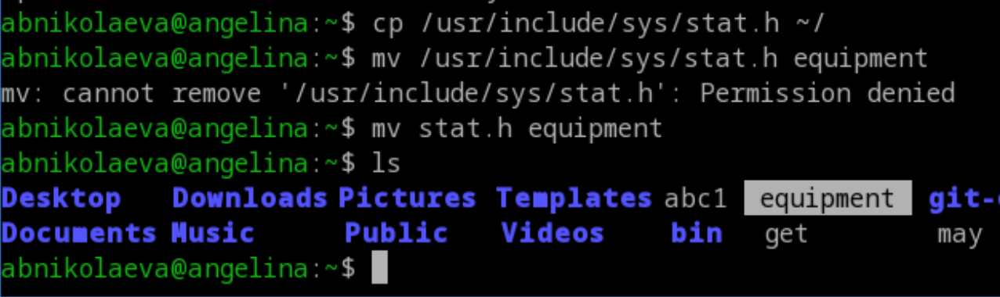 abnikolaeva@angelina:~$ cp /usr/include/sys/stat.h ~/
abnikolaeva@angelina:~$ mv /usr/include/sys/stat.h equipment
mv: cannot remove '/usr/include/sys/stat.h': Permission denied
abnikolaeva@angelina:~$ mv stat.h equipment
abnikolaeva@angelina:~$ ls
Desktop Downloads Pictures Templates abc1 equipment git-
Documents Music Public Videos bin get may
abnikolaeva@angelina:~$